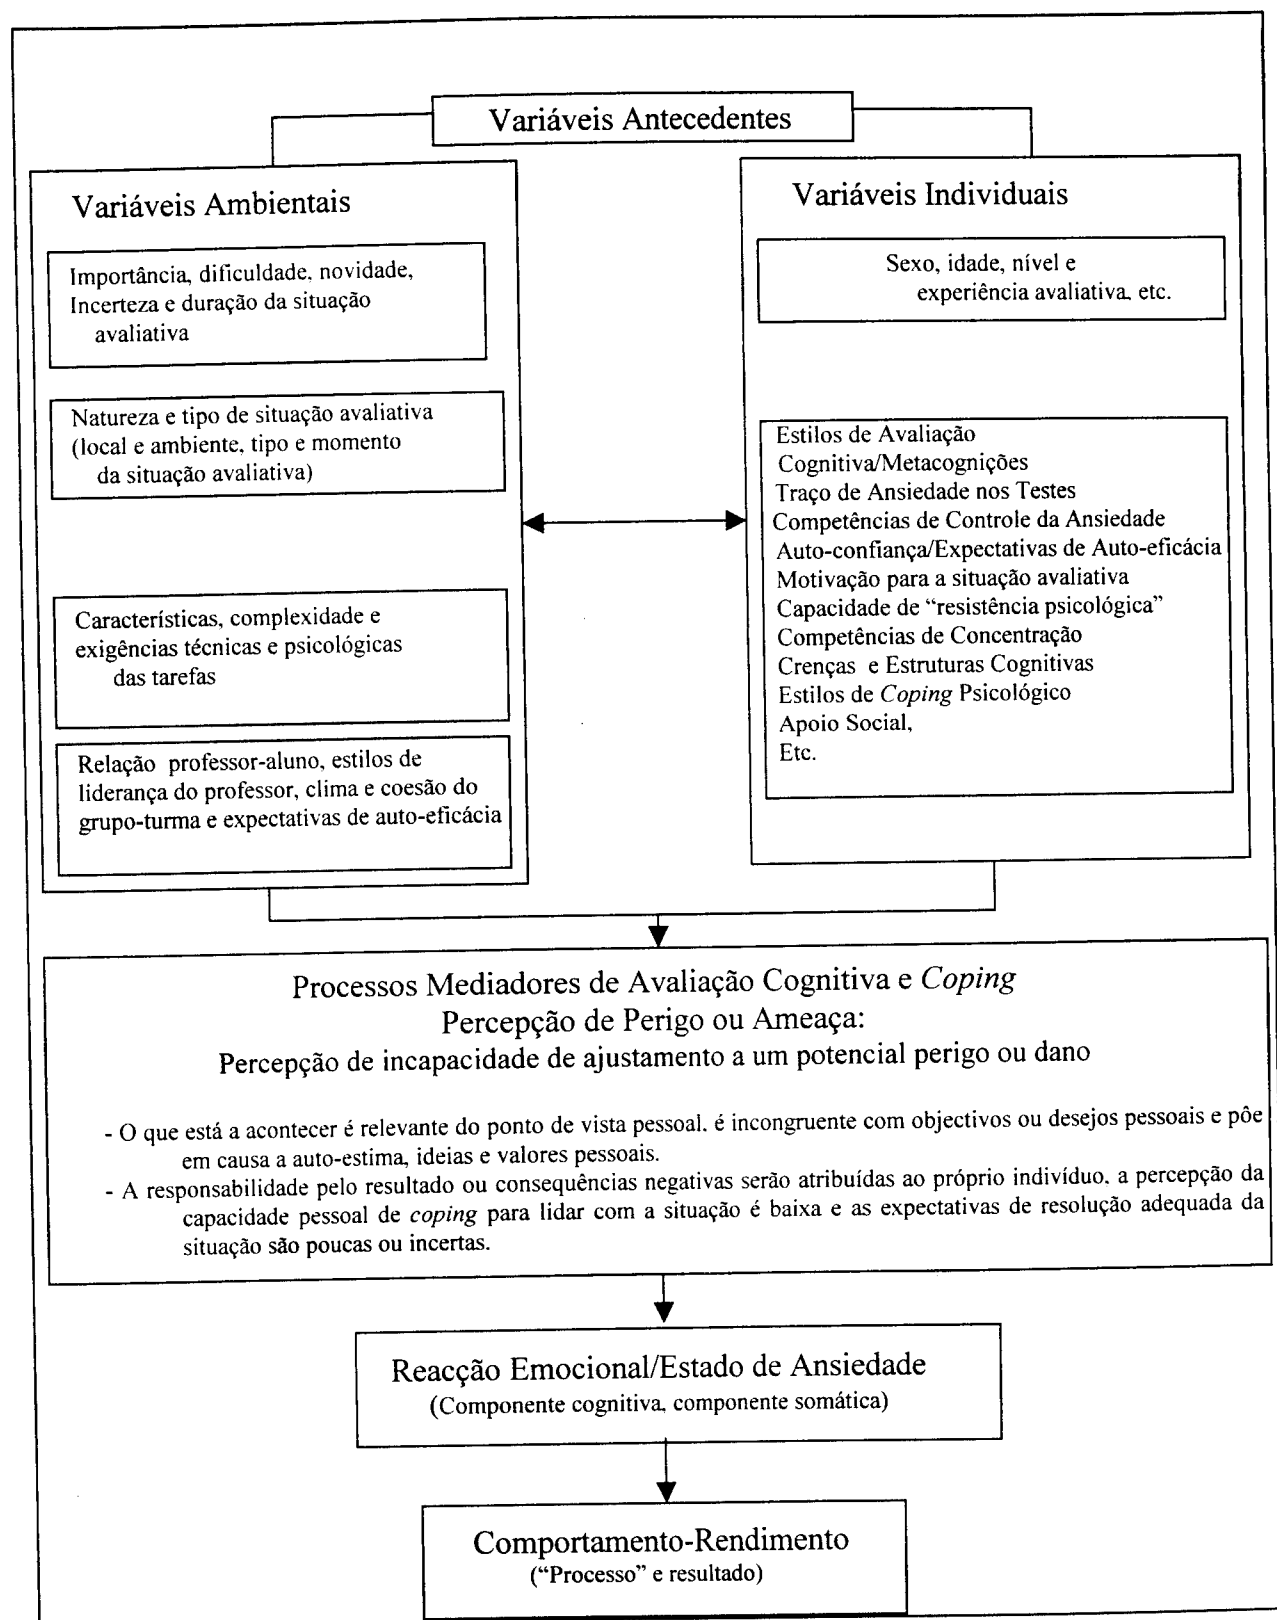 Variáveis Antecedentes
Variáveis Ambientais
Importância, dificuldade, novidade,
Incerteza e duração da situação
avaliativa
Natureza e tipo de situação avaliativa
(local e ambiente, tipo e momento
da situação avaliativa)
Características, complexidade e
exigências técnicas e psicológicas
das tarefas
Relação professor-aluno, estilos de
liderança do professor, clima e coesão do
grupo-turma e expectativas de auto-eficácia
Variáveis Individuais
Sexo, idade, nível e
experiência avaliativa, etc.
Estilos de Avaliação
Cognitiva/Metacognições
Traço de Ansiedade nos Testes
Competências de Controle da Ansiedade
Auto-confiança/Expectativas de Auto-eficácia
Motivação para a situação avaliativa
Capacidade de “resistência psicológica”
Competências de Concentração
Crenças e Estruturas Cognitivas
Estilos de Coping Psicológico
Apoio Social,
Etc.
Processos Mediadores de Avaliação Cognitiva e Coping
Percepção de Perigo ou Ameaça:
Percepção de incapacidade de ajustamento a um potencial perigo ou dano
- O que está a acontecer é relevante do ponto de vista pessoal. é incongruente com objectivos ou desejos pessoais e pôe
em causa a auto-estima, ideias e valores pessoais.
- A responsabilidade pelo resultado ou consequências negativas serão atribuídas ao próprio indivíduo, a percepção da
capacidade pessoal de coping para lidar com a situação é baixa e as expectativas de resolução adequada da
situação são poucas ou incertas.
Reacção Emocional/Estado de Ansiedade
(Componente cognitiva, componente somática)
Comportamento-Rendimento
(“Processo” e resultado)